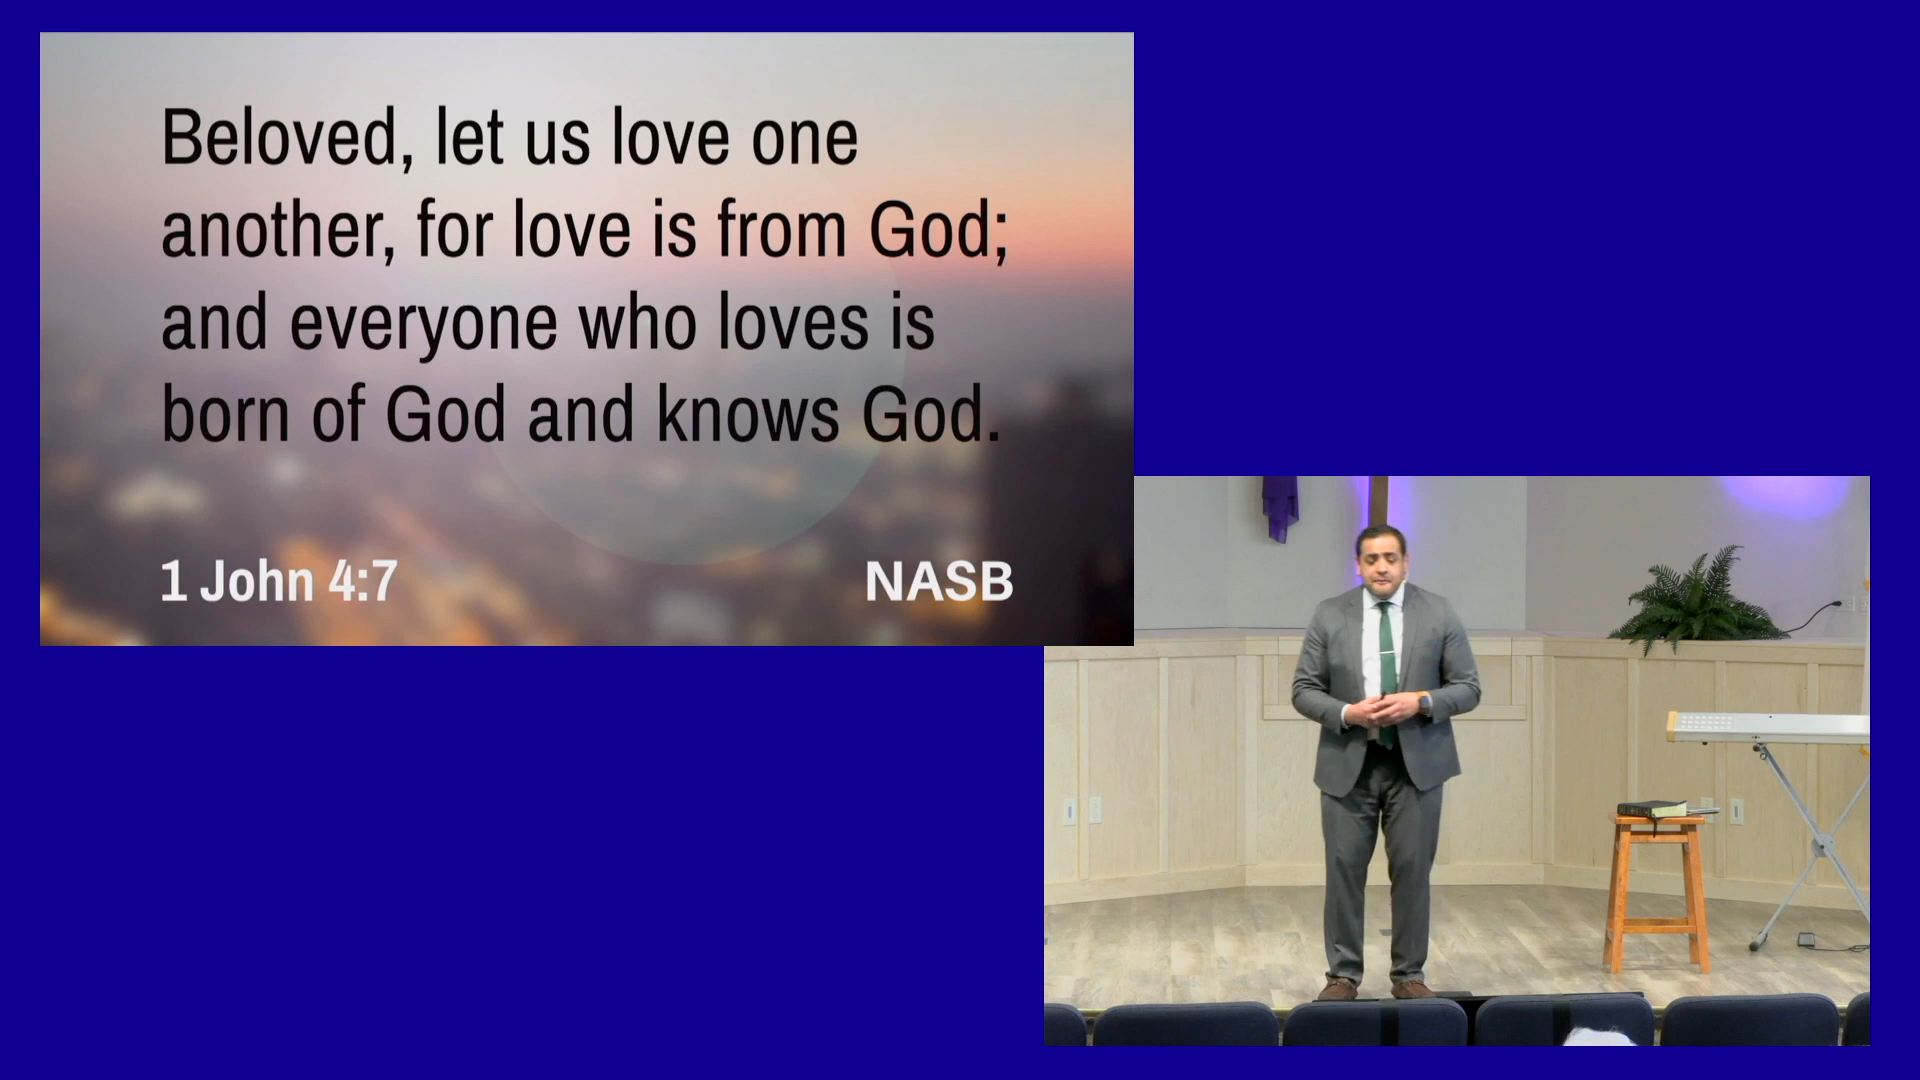 Beloved, let us love one
another, for love is from God;
and everyone who loves is
born of God and knows God.
1 John 4:7
NASB